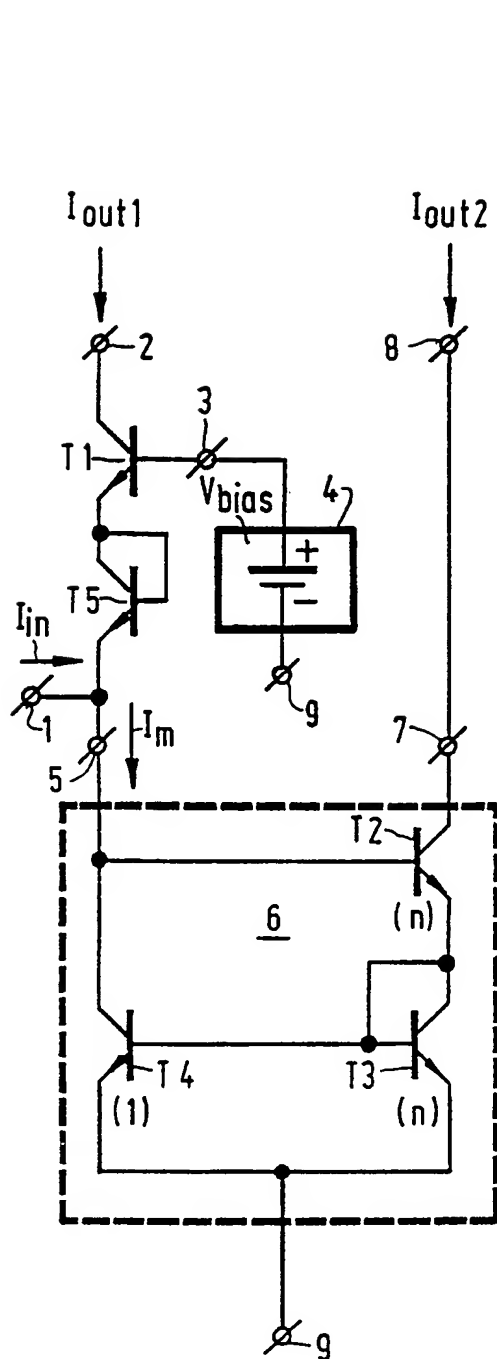 Iout1
Iout2
2
8
3
T1
Vbias
4
+
T5
−
Iin
9
1
Im
7
5
T2
(n)
6
T4
T3
(1)
(n)
9